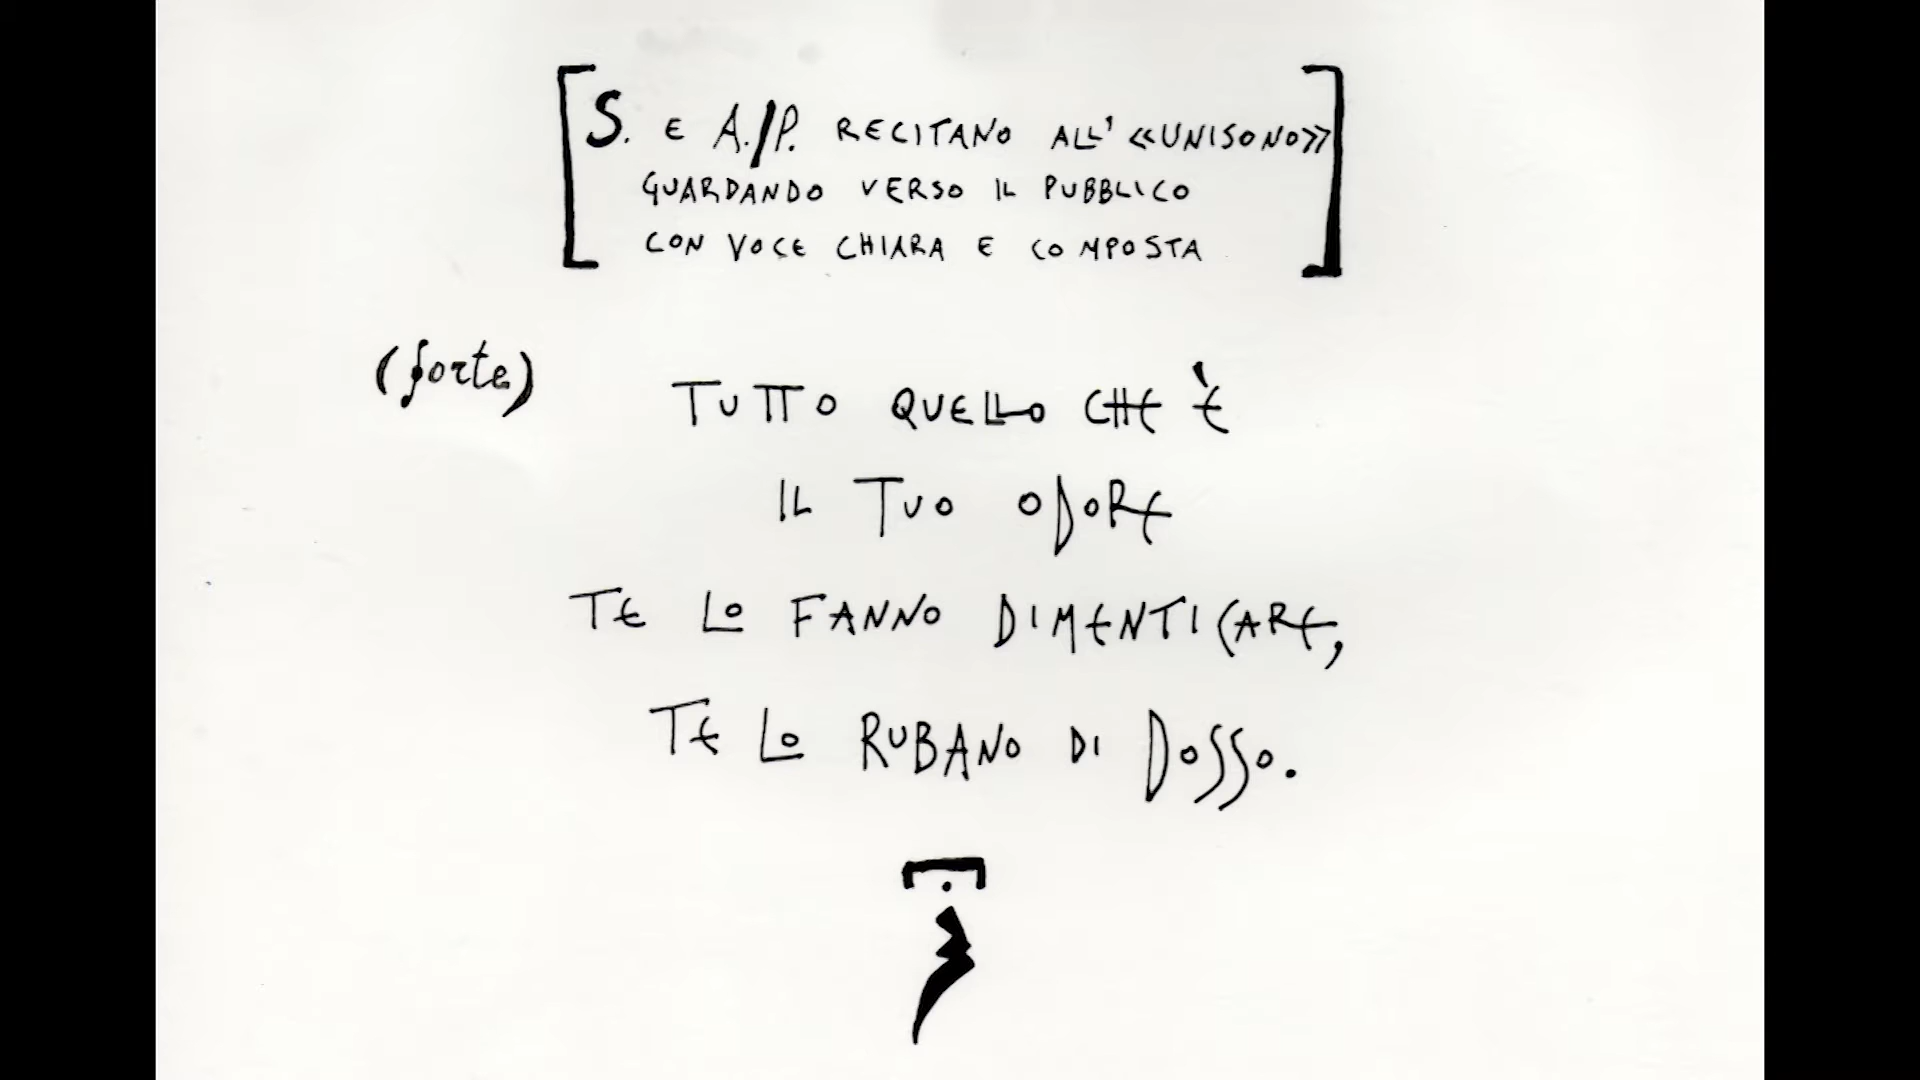 S. E A./P. RECITANO ALL' «UNISONO»
GUARDANDO VERSO IL PUBBLICO
CON VOCE CHIARA E COMPOSTA
(forte)
TUTTO QUELLO CHE È
IL TUO ODORE
TE LO FANNO DIMENTICARE,
TE LO RUBANO DI DOSSO.